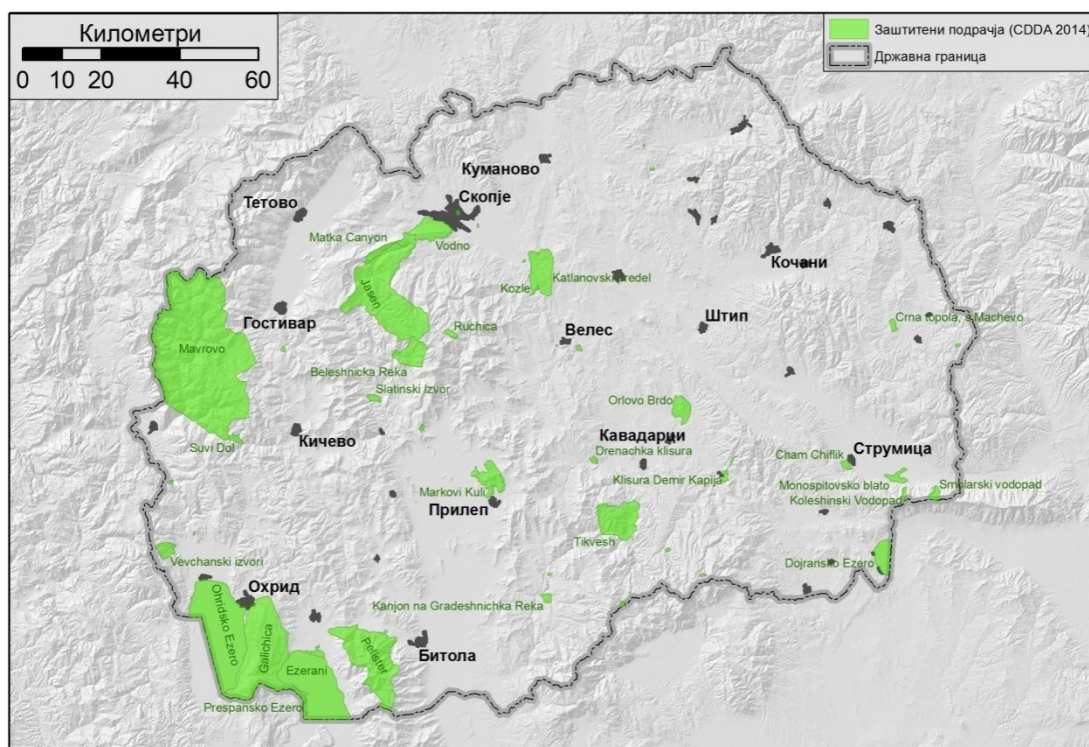 Километри
0 10 20 40 60
Заштитени подрачја (CDDA 2014)
Државна граница
Куманово
Скопје
Тетово
Matka Canyon
Vodno
Кочани
Katlanovski predel
Kozle
Jasen
Гостивар
Штип
Crna topola, s.Machevo
Ruchica
Велес
Mavrovo
Beleshnicka Reka
Slatinski Izvor
Orlovo Brdo
Кичево
Suvi Dol
Кавадарци
Drenachka klisura
Струмица
Cham Chiflik
Klisura Demir Kapija
Monospitovsko blato
Smolarski vodopad
Koleshinski Vodopad
Markovi Kuli
Прилеп
Tikvesh
Dojransko Ezero
Vevchanski izvori
Охрид
Kanjon na Gradeshnichka Reka
Ohridsko Ezero
Galichica
Ezerani
Pelister
Битола
Prespansko Ezero